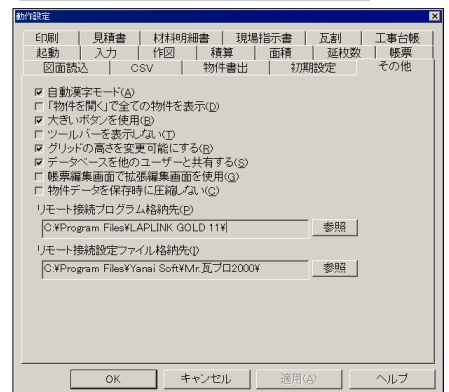 動作設定
印刷 見積書 材料明細書 現場指示書 瓦割 工事台帳
起動 入力 作図 積算 面積 延枚数 帳票
図面読込 CSV 物件書出 初期設定 その他
自動漢字モード(A)
「物件を開く」で全ての物件を表示(D)
大きいボタンを使用(B)
ツールバーを表示しない(T)
グリッドの高さを変更可能にする(R)
データベースを他のユーザーと共有する(S)
帳票編集画面で拡張編集画面を使用(G)
物件データを保存時に圧縮しない(C)
リモート接続プログラム格納先(P)
C:¥Program Files¥LAPLINK GOLD 11¥
参照
リモート接続設定ファイル格納先(I)
C:¥Program Files¥Yanai Soft¥Mr.瓦プロ2000¥
参照
OK キャンセル 適用(A) ヘルプ